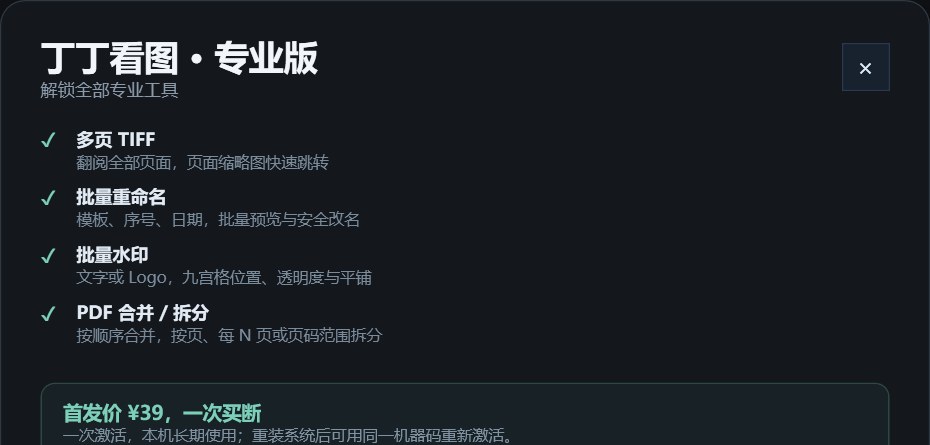 丁丁看图 • 专业版
解锁全部专业工具
✓ 多页 TIFF
翻阅全部页面，页面缩略图快速跳转
✓ 批量重命名
模板、序号、日期，批量预览与安全改名
✓ 批量水印
文字或 Logo，九宫格位置、透明度与平铺
✓ PDF 合并 / 拆分
按顺序合并，按页、每 N 页或页码范围拆分
首发价 ¥39，一次买断
一次激活，本机长期使用；重装系统后可用同一机器码重新激活。